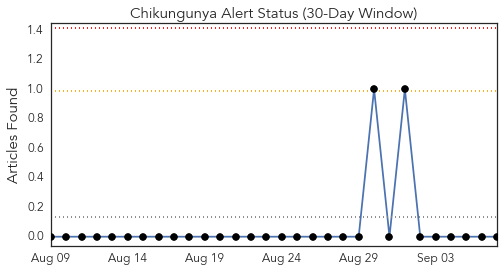 Chikungunya Alert Status (30-Day Window)
Articles Found
1.4
1.2
1.0
0.8
0.6
0.4
0.2
0.0
Aug 09 Aug 14 Aug 19 Aug 24 Aug 29 Sep 03